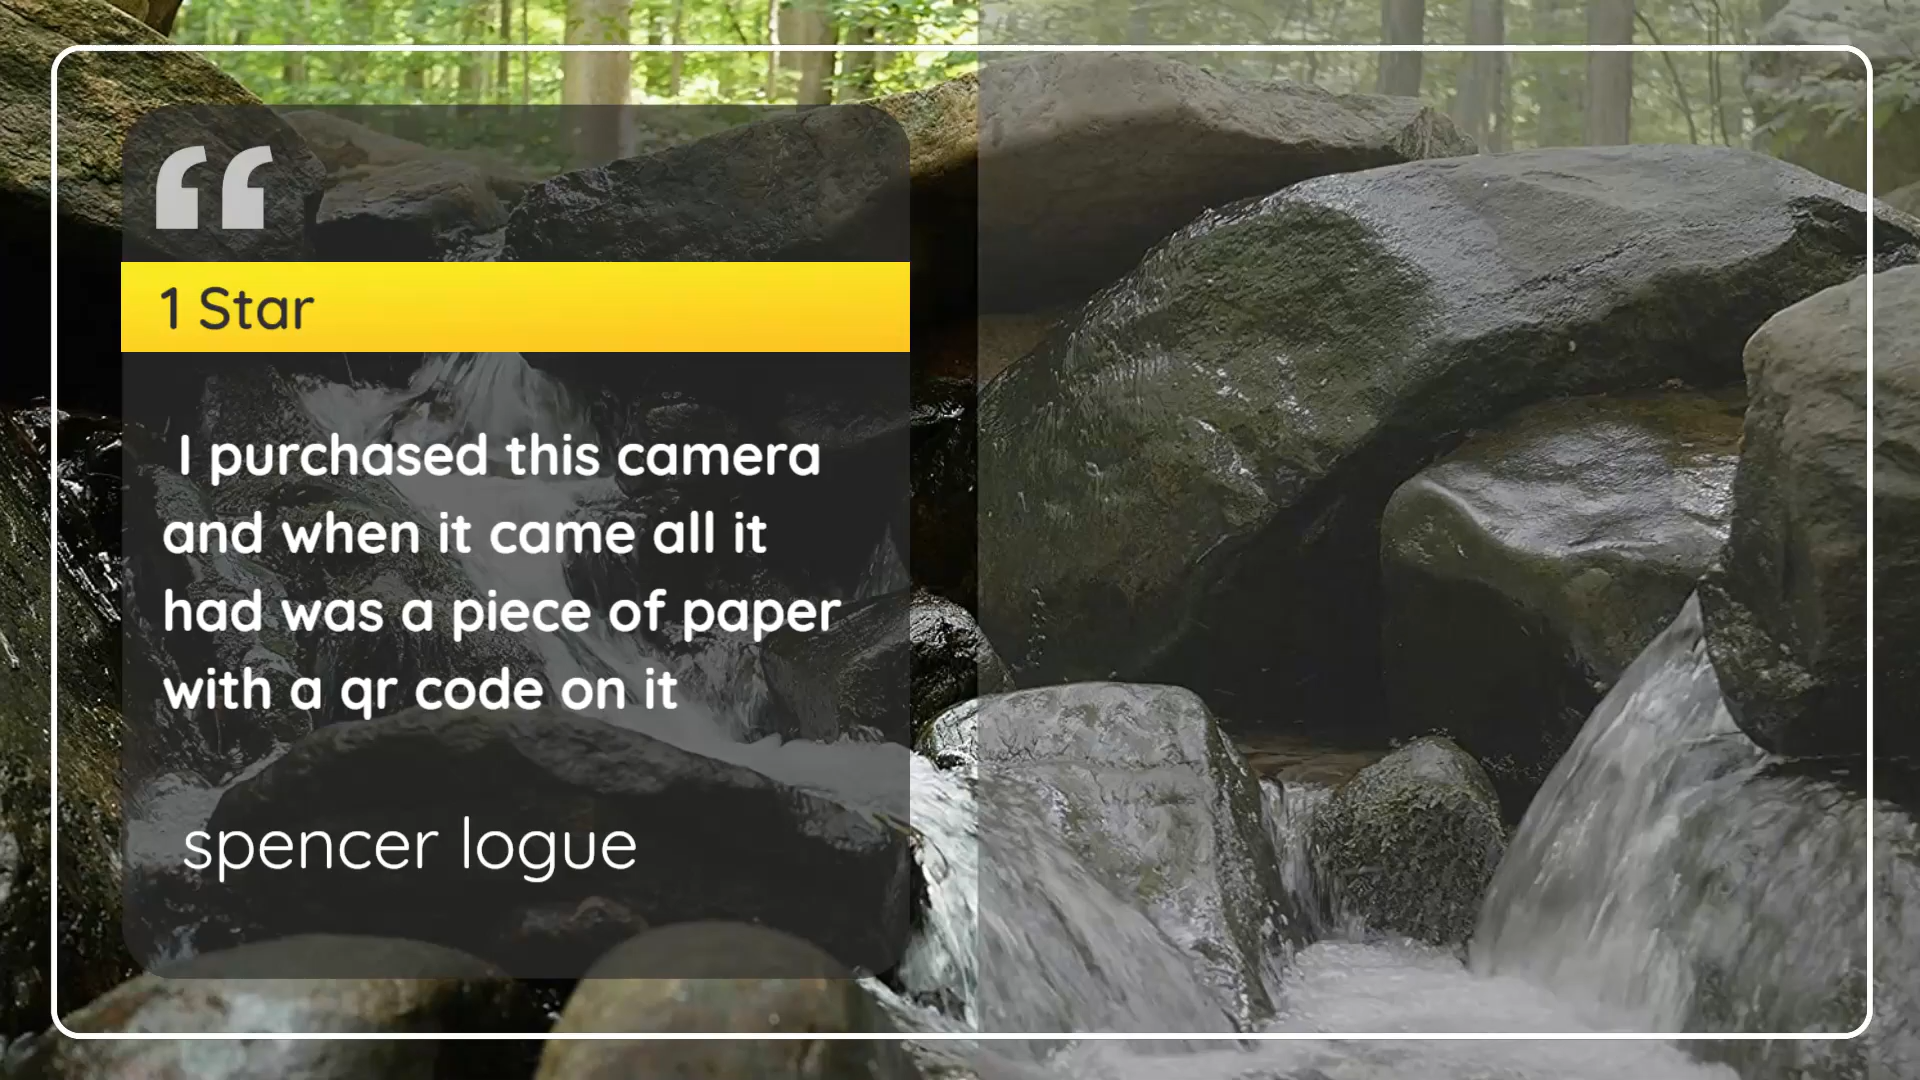 “
1 Star
I purchased this camera
and when it came all it
had was a piece of paper
with a qr code on it
spencer logue